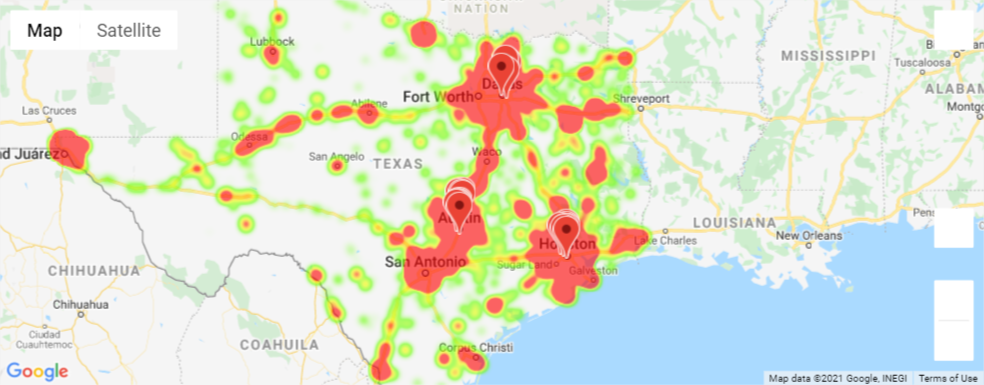 NATION
Map Satellite
Lubbock
MISSISSIPPI
Tuscaloosa
ALABAM
Dallas
Fort Worth
Shreveport
Abilene
Las Cruces
Montgo
Odessa
Waco
d Juárez
San Angelo
TEXAS
Austin
LOUISIANA
Pens
New Orleans
Houston
Lake Charles
San Antonio
Sugar Land
Galveston
CHIHUAHUA
Chihuahua
Ciudad
Cuauhtemoc
COAHUILA
Corpus Christi
Google
Map data ©2021 Google, INEGI Terms of Use